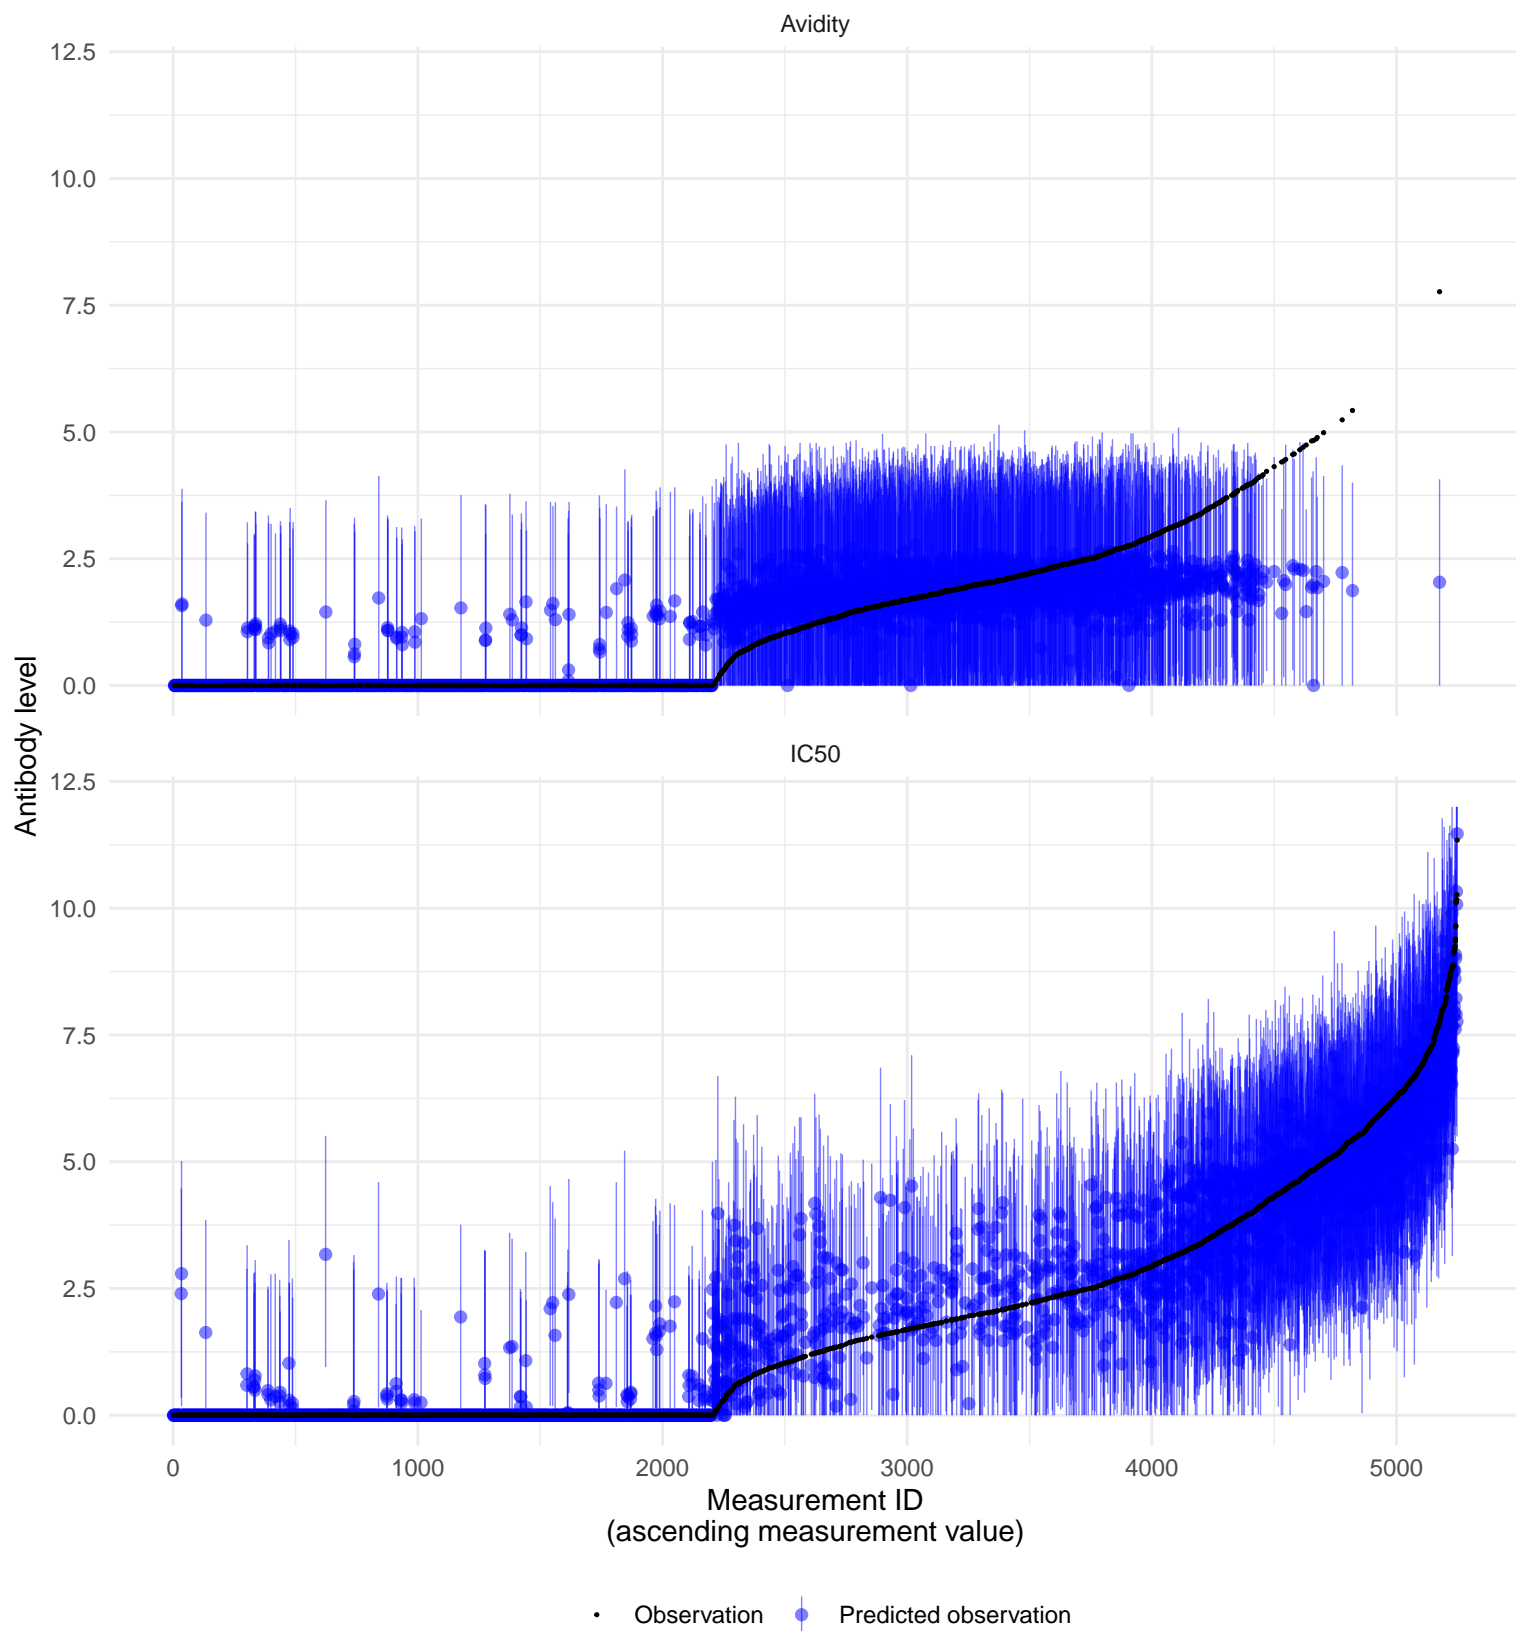 Avidity
12.5
10.0
7.5
5.0
2.5
0.0
IC50
12.5
10.0
7.5
5.0
2.5
0.0
Antibody level
0 1000 2000 3000 4000 5000
Measurement ID
(ascending measurement value)
Observation Predicted observation